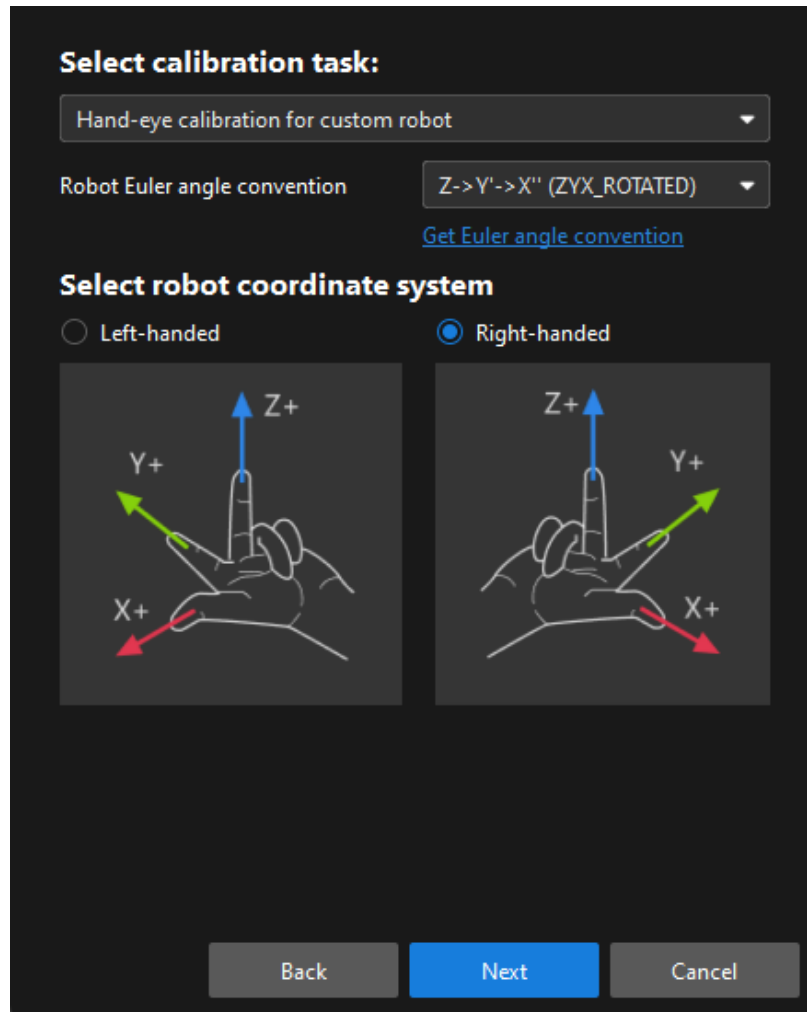 Select calibration task:
Hand-eye calibration for custom robot
Robot Euler angle convention
Z->Y'->X'' (ZYX_ROTATED)
Get Euler angle convention
Select robot coordinate system
Left-handed
Right-handed
Z+
Y+
X+
Z+
Y+
X+
Back
Next
Cancel